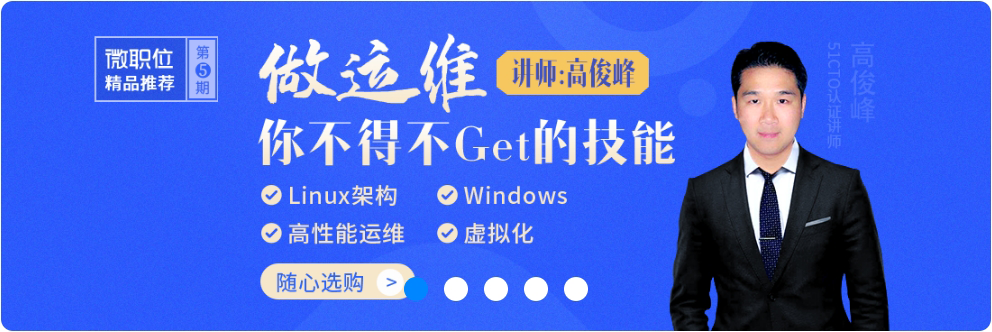 微职位
精品推荐
第
5
期
做运维
讲师:高俊峰
你不得不Get的技能
Linux架构
Windows
高性能运维
虚拟化
随心选购 >
高俊峰
51CTO认证讲师